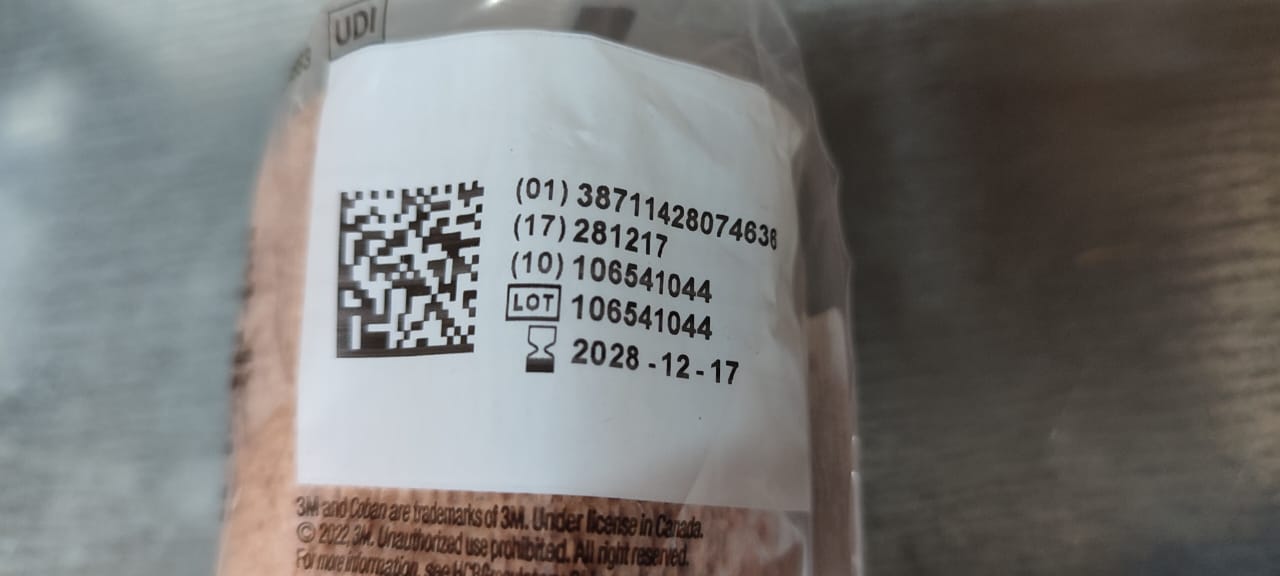 UDI
(01) 38711428074636
(17) 281217
(10) 106541044
LOT 106541044
2028-12-17
3M and Coban are trademarks of 3M. Under license in Canada.
© 2022, 3M. Unauthorized use prohibited. All right reserved.
For more information, see